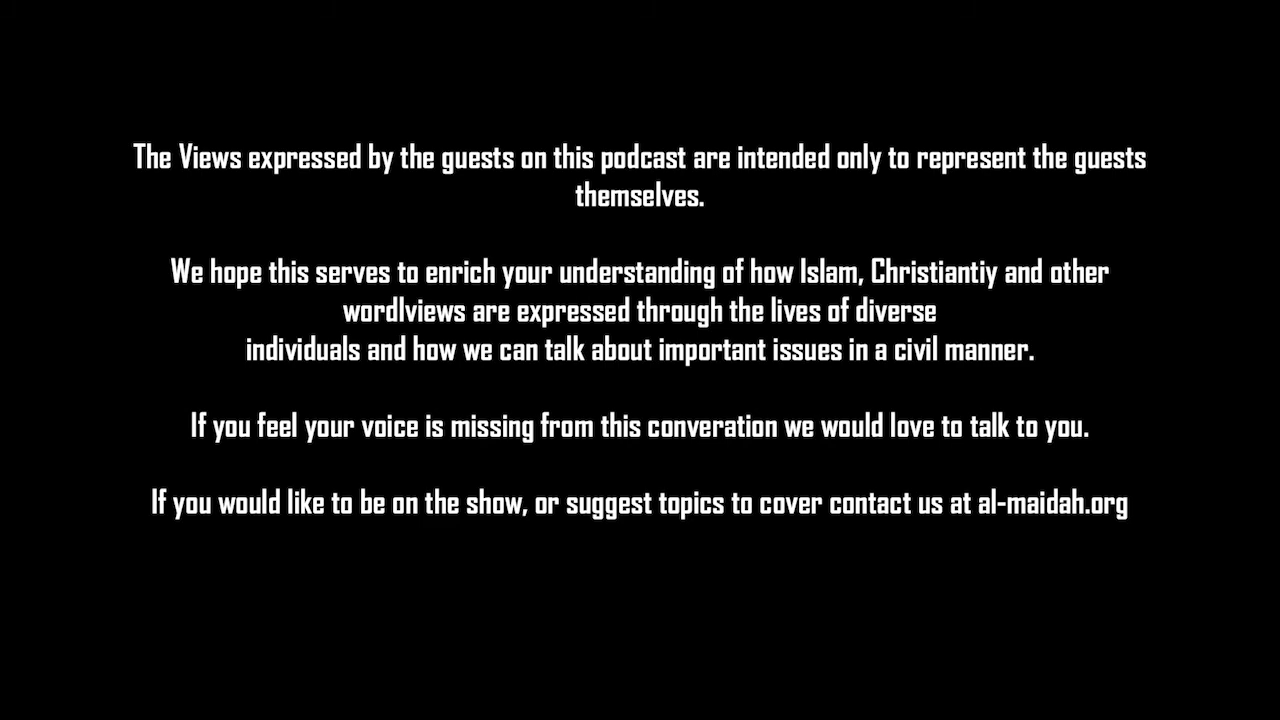 The Views expressed by the guests on this podcast are intended only to represent the guests
themselves.
We hope this serves to enrich your understanding of how Islam, Christiantiy and other
wordlviews are expressed through the lives of diverse
individuals and how we can talk about important issues in a civil manner.
If you feel your voice is missing from this converation we would love to talk to you.
If you would like to be on the show, or suggest topics to cover contact us at al-maidah.org